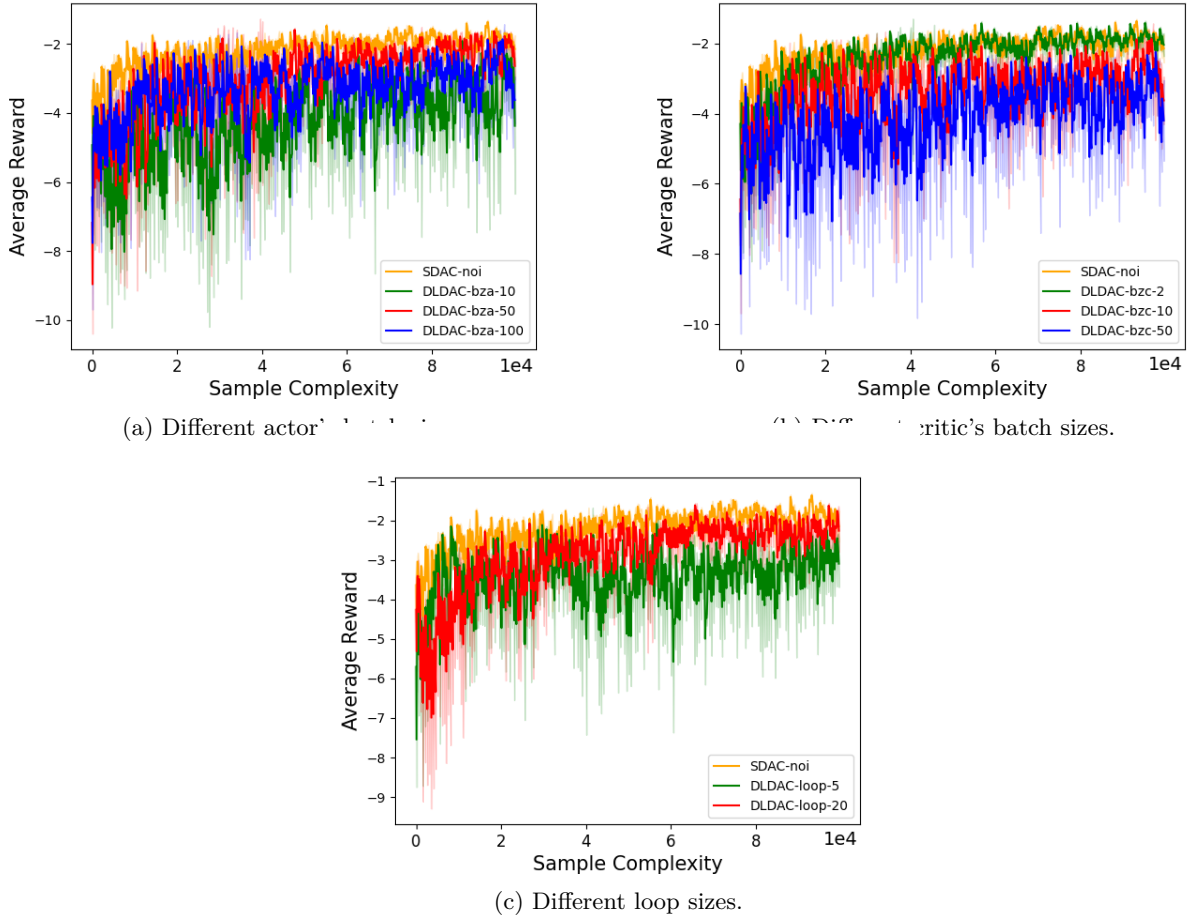 −2
−4
−6
−8
−10
Average Reward
0
2
4
6
8
1e4
Sample Complexity
SDAC-noi
DLDAC-bza-10
DLDAC-bza-50
DLDAC-bza-100
(a) Different
−2
−4
−6
−8
−10
Average Reward
0
2
4
6
8
1e4
Sample Complexity
SDAC-noi
DLDAC-bzc-2
DLDAC-bzc-10
DLDAC-bzc-50
critic's batch sizes.
−1
−2
−3
−4
−5
−6
−7
−8
−9
Average Reward
0
2
4
6
8
1e4
Sample Complexity
SDAC-noi
DLDAC-loop-5
DLDAC-loop-20
(c) Different loop sizes.